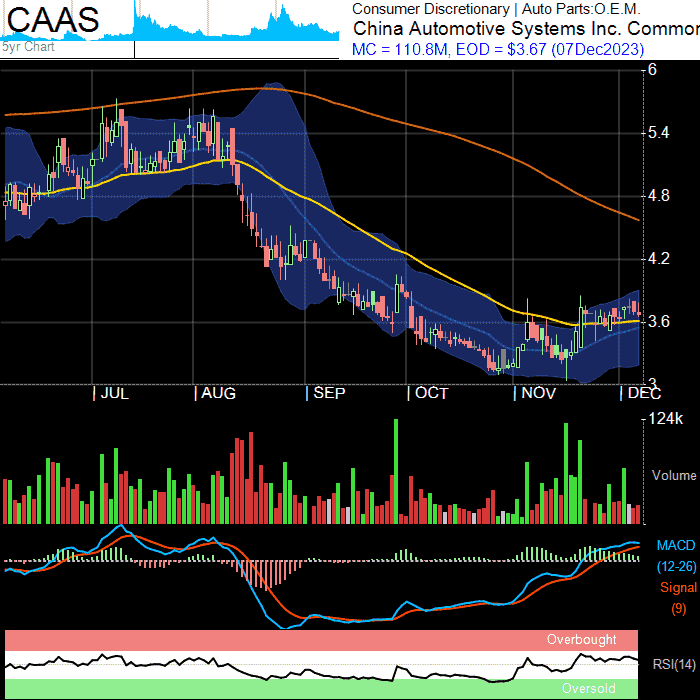 CAAS
5yr Chart
Consumer Discretionary | Auto Parts:O.E.M.
China Automotive Systems Inc. Common
MC = 110.8M, EOD = $3.67 (07Dec2023)
6
5.4
4.8
4.2
3.6
3
JUL
AUG
SEP
OCT
NOV
DEC
124k
Volume
MACD
(12-26)
Signal
(9)
Overbought
RSI(14)
Oversold